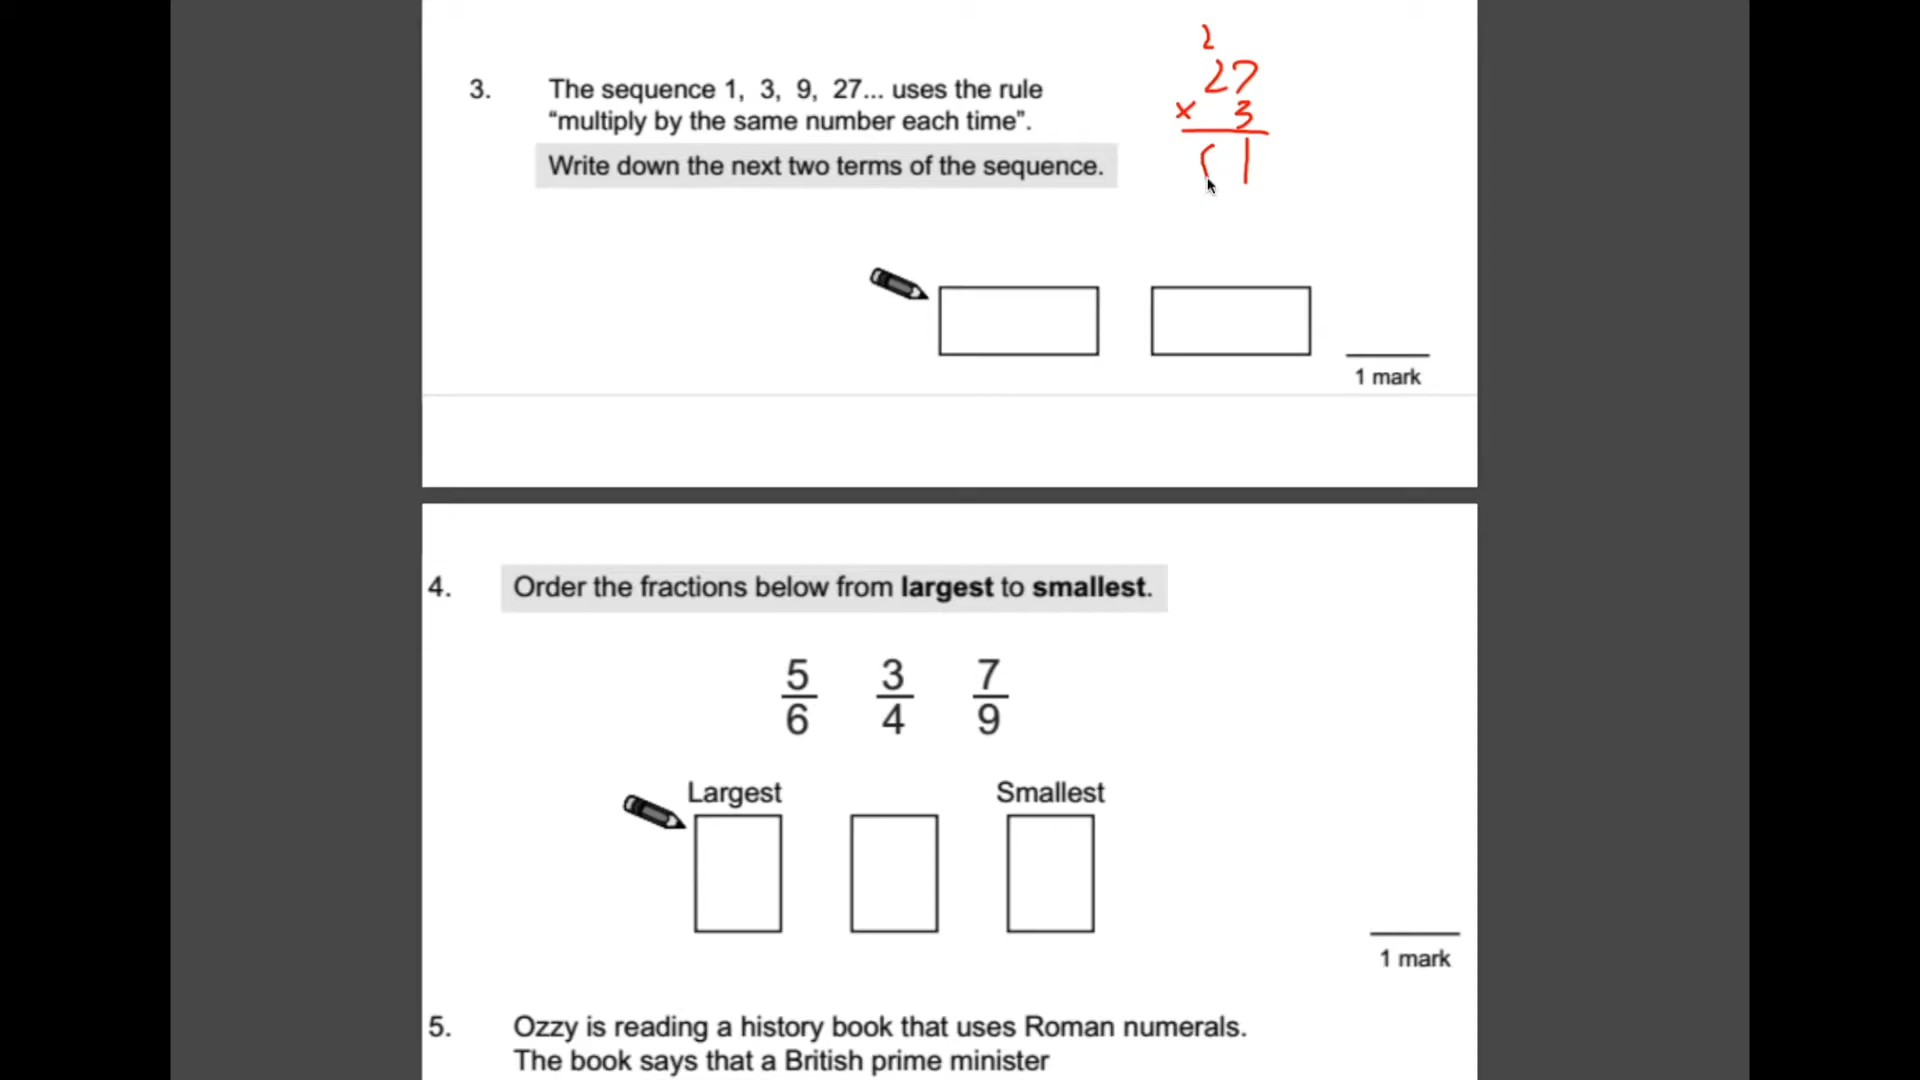 3. The sequence 1, 3, 9, 27... uses the rule
“multiply by the same number each time”.
Write down the next two terms of the sequence.
2
27
× 3
1
1 mark
4. Order the fractions below from largest to smallest.
5/6 3/4 7/9
Largest Smallest
1 mark
5. Ozzy is reading a history book that uses Roman numerals.
The book says that a British prime minister